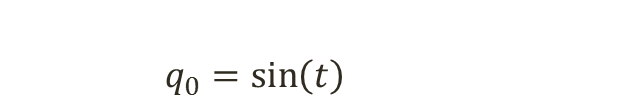 q₀ = sin(t)